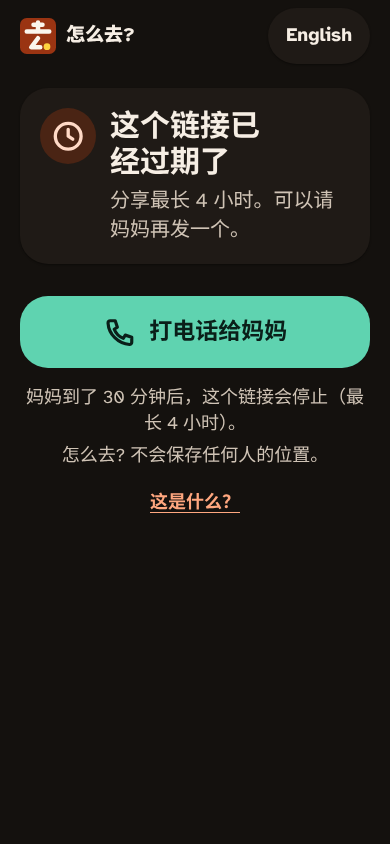 去
怎么去?
English
这个链接已
经过期了
分享最长 4 小时。可以请
妈妈再发一个。
打电话给妈妈
妈妈到了 30 分钟后，这个链接会停止（最
长 4 小时）。
怎么去? 不会保存任何人的位置。
这是什么？